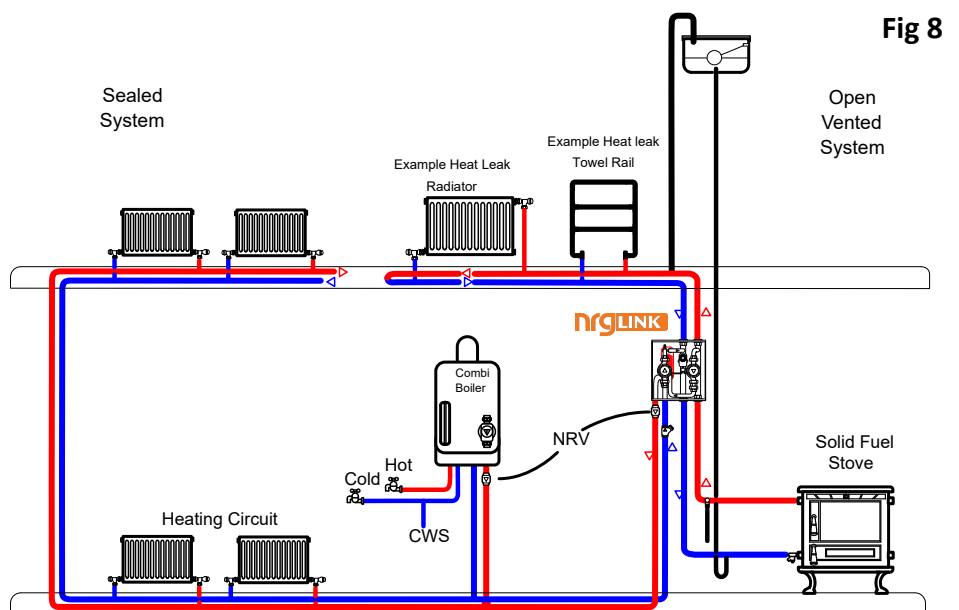 Fig 8
Sealed
System
Open
Vented
System
Example Heat Leak
Radiator
Example Heat leak
Towel Rail
nrgLINK
Combi
Boiler
NRV
Hot
Cold
CWS
Solid Fuel
Stove
Heating Circuit